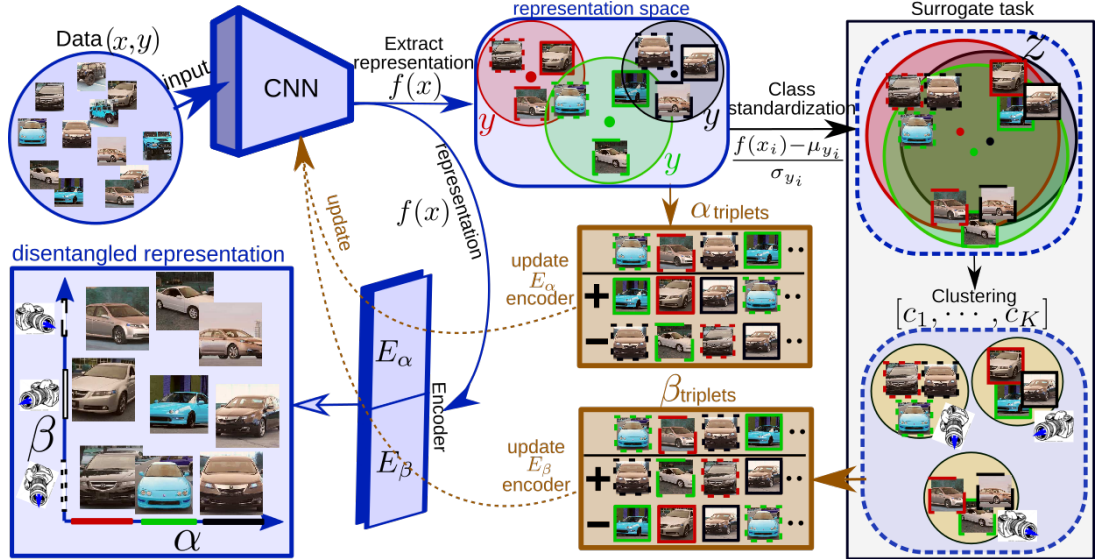 Data (x, y)
input
CNN
Extract
representation
f(x)
representation space
y
y
y
Class
standardization
f(x_i)−μ_{y_i}
σ_{y_i}
Surrogate task
Z
representation
f(x)
update
α triplets
update
E_α
encoder
+
−
··
··
··
Clustering
[c_1, ··· , c_K]
disentangled representation
β
α
E_α
E_β
Encoder
β triplets
update
E_β
encoder
+
−
··
··
··